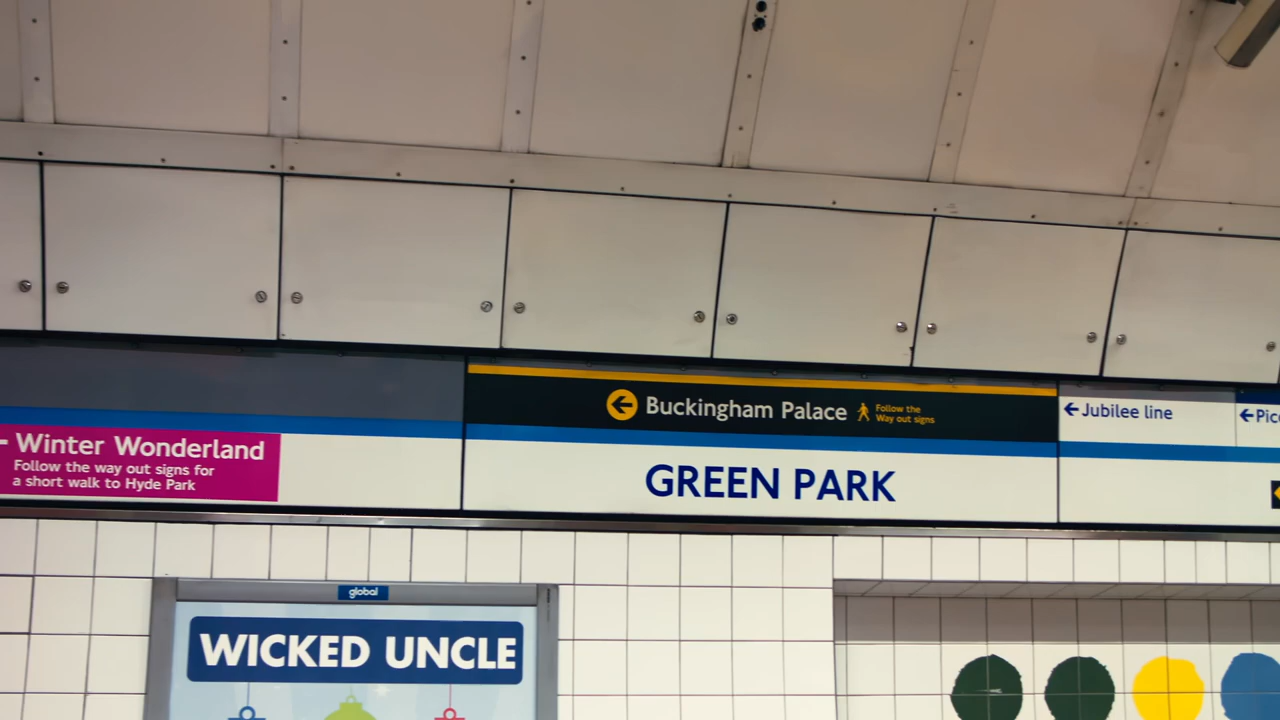 Buckingham Palace
Follow the
Way out signs
GREEN PARK
Jubilee line
Winter Wonderland
Follow the way out signs for
a short walk to Hyde Park
global
WICKED UNCLE